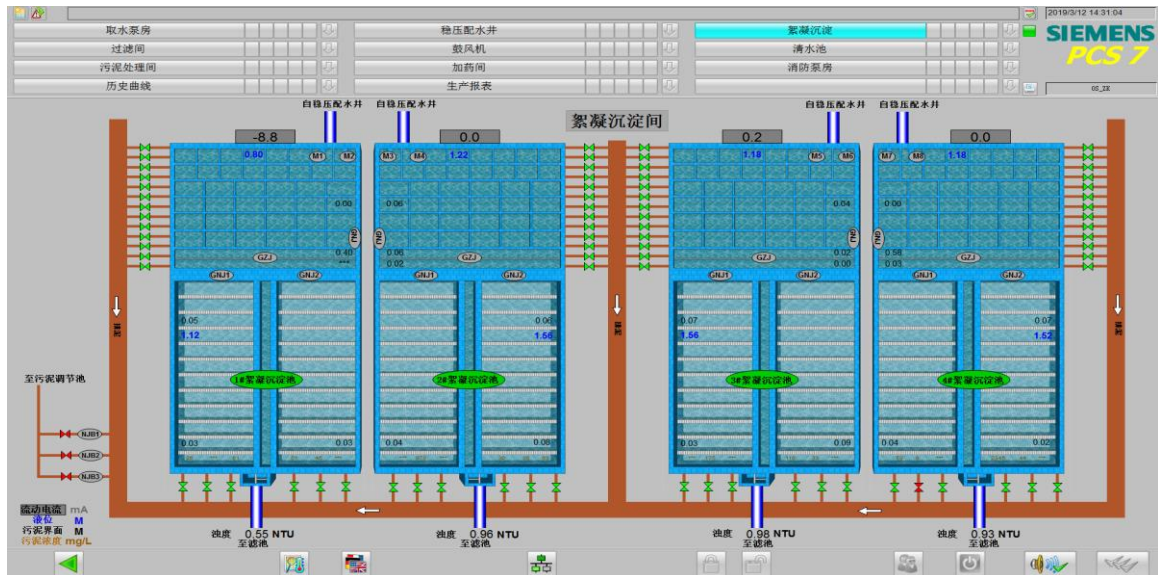 2019/3/12 14:31:04
取水泵房 稳压配水井 絮凝沉淀
SIEMENS
过滤间 鼓风机 清水池
PCS 7
污泥处理间 加药间 消防泵房
历史曲线 生产报表
OS_ZK
自稳压配水井 自稳压配水井 自稳压配水井 自稳压配水井
絮凝沉淀间
-8.8 0.0 0.2 0.0
0.80 M1 M2 M3 M4 1.22 1.18 M5 M6 M7 M8 1.18
0.00 0.06 0.04 0.00
GNJ GNJ GNJ GNJ
0.40 0.06 0.02 0.58
GZJ GZJ GZJ GZJ
--- 0.02 0.00 0.03
GNJ1 GNJ2 GNJ1 GNJ2 GNJ1 GNJ2 GNJ1 GNJ2
0.05 0.06 0.07 0.07
1.12 1.56 1.56 1.52
至污泥调节池
1#絮凝沉淀池 2#絮凝沉淀池 3#絮凝沉淀池 4#絮凝沉淀池
NJB1
0.03 0.03 0.04 0.08 0.03 0.09 0.04 0.02
NJB2
NJB3
流动电流 mA
液位 M
污泥界面 M
污泥浓度 mg/L
浊度 0.55 NTU 浊度 0.96 NTU 浊度 0.98 NTU 浊度 0.93 NTU
至滤池 至滤池 至滤池 至滤池